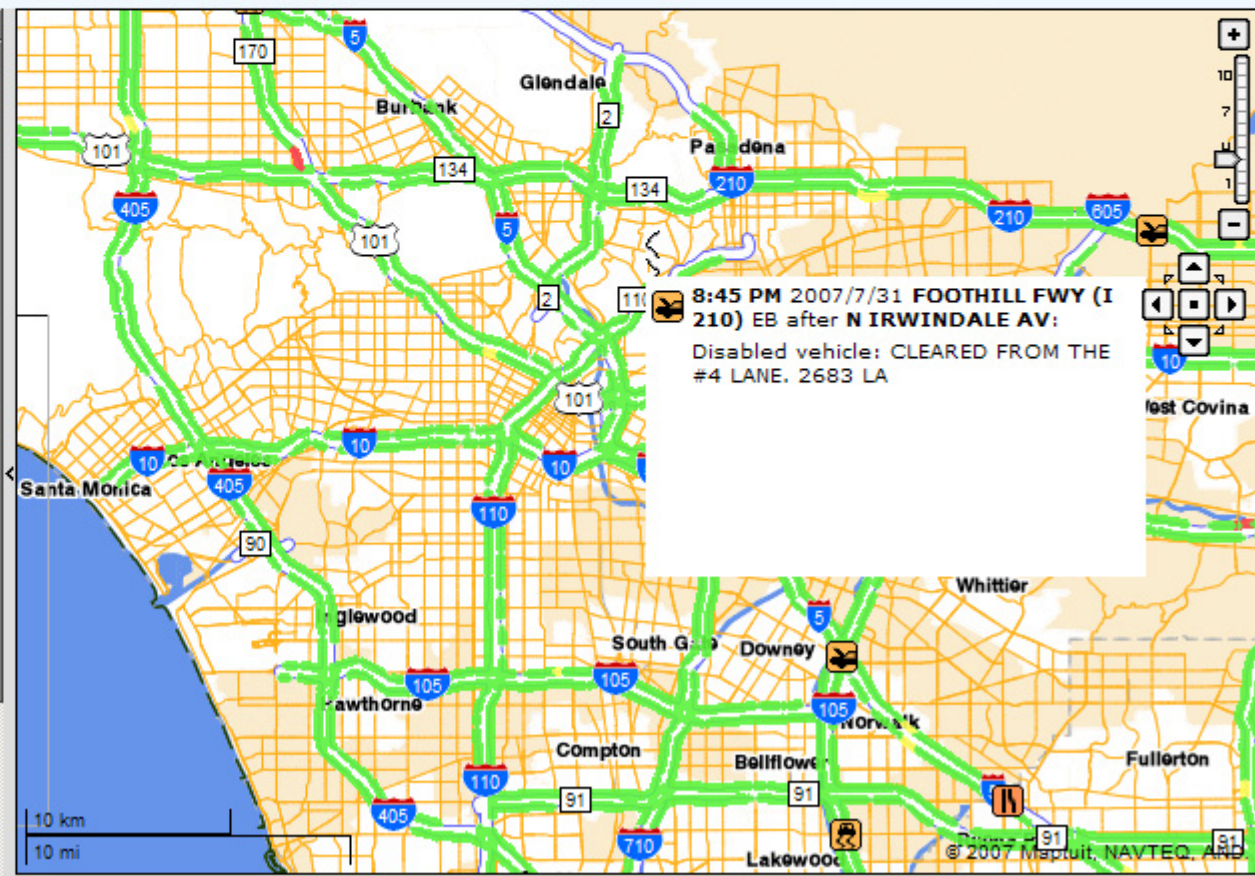 170
5
Glendale
Burbank
2
10
7
4
1
101
134
Pasadena
134
210
405
101
5
210
605
2
110
8:45 PM 2007/7/31 FOOTHILL FWY (I
210) EB after N IRWINDALE AV:
Disabled vehicle: CLEARED FROM THE
#4 LANE. 2683 LA
10
101
West Covina
10
10
10
Los Angeles
405
Santa Monica
110
90
Inglewood
Whittier
5
South Gate
Downey
105
105
105
Hawthorne
Norwalk
Compton
Bellflower
Fullerton
110
91
91
405
10 km
710
91
91
10 mi
Lakewood
© 2007 Maptuit, NAVTEQ, AND